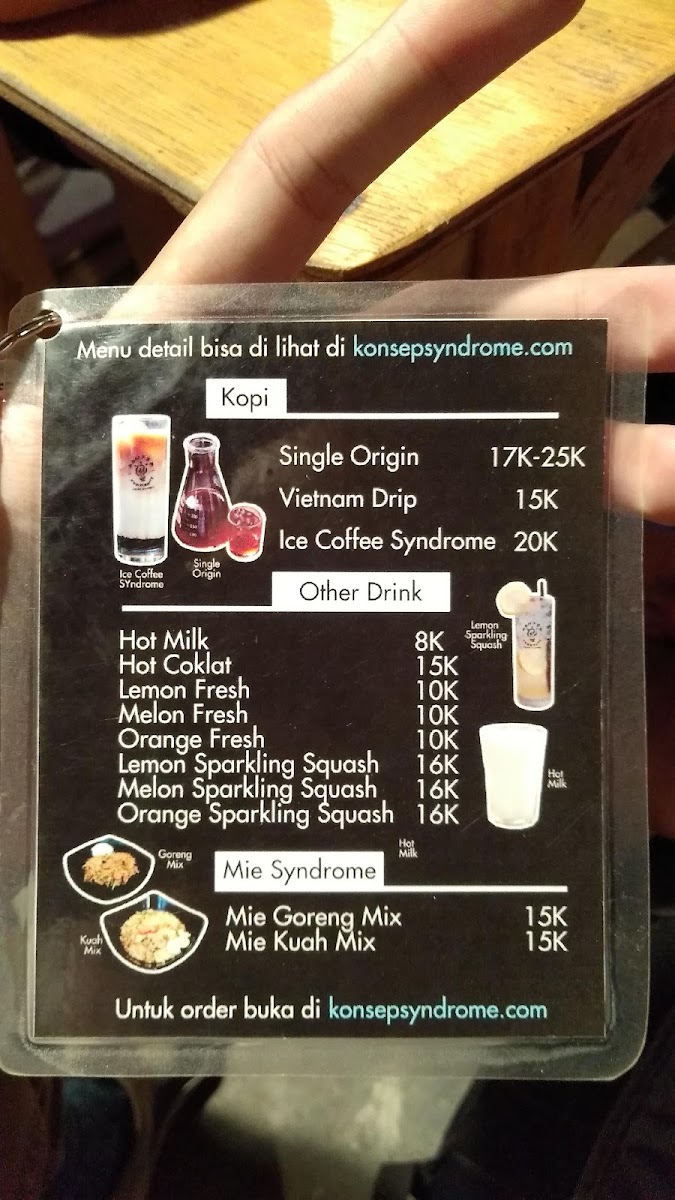 Menu detail bisa di lihat di konsepsyndrome.com
Kopi
Single Origin 17K-25K
Vietnam Drip 15K
Ice Coffee Syndrome 20K
Ice Coffee
SYndrome
Single
Origin
Other Drink
Lemon
Sparkling
Squash
Hot Milk 8K
Hot Coklat 15K
Lemon Fresh 10K
Melon Fresh 10K
Orange Fresh 10K
Lemon Sparkling Squash 16K
Melon Sparkling Squash 16K
Orange Sparkling Squash 16K
Hot
Milk
Hot
Milk
Goreng
Mix
Mie Syndrome
Kuah
Mix
Mie Goreng Mix 15K
Mie Kuah Mix 15K
Untuk order buka di konsepsyndrome.com